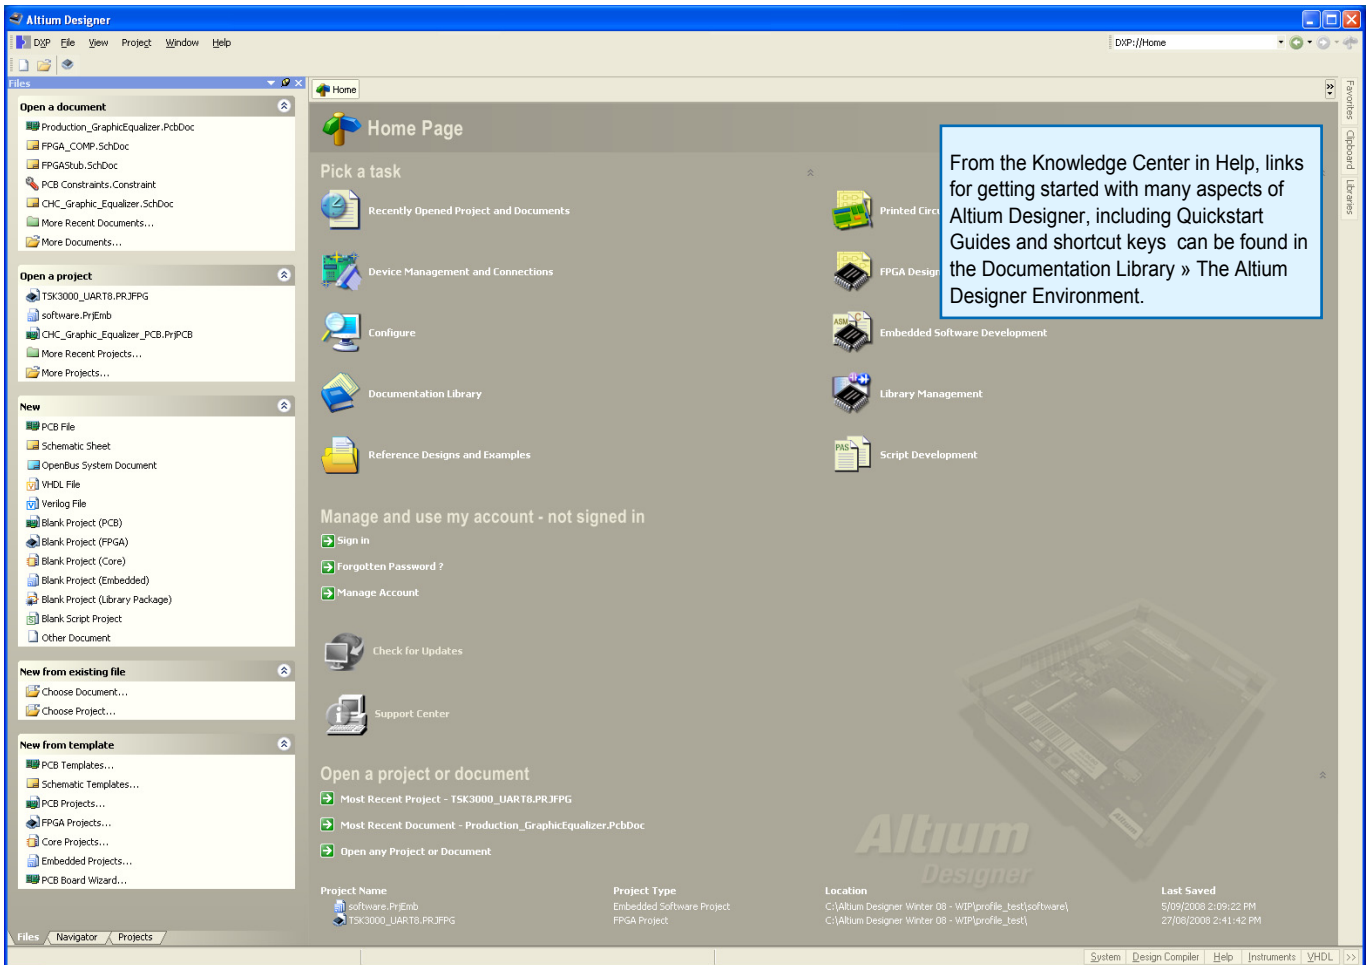 Altium Designer
DXP File View Project Window Help
DXP://Home
Files
Home
Favorites
Clipboard
Libraries
Open a document
Production_GraphicEqualizer.PcbDoc
FPGA_COMP.SchDoc
FPGAStub.SchDoc
PCB Constraints.Constraint
CHC_Graphic_Equalizer.SchDoc
More Recent Documents...
More Documents...
Open a project
TSK3000_UART8.PRJFPG
software.PrjEmb
CHC_Graphic_Equalizer_PCB.PrjPCB
More Recent Projects...
More Projects...
New
PCB File
Schematic Sheet
OpenBus System Document
VHDL File
Verilog File
Blank Project (PCB)
Blank Project (FPGA)
Blank Project (Core)
Blank Project (Embedded)
Blank Project (Library Package)
Blank Script Project
Other Document
New from existing file
Choose Document...
Choose Project...
New from template
PCB Templates...
Schematic Templates...
PCB Projects...
FPGA Projects...
Core Projects...
Embedded Projects...
PCB Board Wizard...
Files Navigator Projects
Home Page
Pick a task
Recently Opened Project and Documents
Device Management and Connections
Configure
Documentation Library
Reference Designs and Examples
Printed Circu
FPGA Design
Embedded Software Development
Library Management
Script Development
From the Knowledge Center in Help, links
for getting started with many aspects of
Altium Designer, including Quickstart
Guides and shortcut keys can be found in
the Documentation Library » The Altium
Designer Environment.
Manage and use my account - not signed in
Sign in
Forgotten Password ?
Manage Account
Check for Updates
Support Center
Open a project or document
Most Recent Project - TSK3000_UART8.PRJFPG
Most Recent Document - Production_GraphicEqualizer.PcbDoc
Open any Project or Document
Altium
Altium
Designer
Project Name Project Type Location Last Saved
software.PrjEmb Embedded Software Project C:\Altium Designer Winter 08 - WIP\profile_test\software\ 5/09/2008 2:09:22 PM
TSK3000_UART8.PRJFPG FPGA Project C:\Altium Designer Winter 08 - WIP\profile_test\ 27/08/2008 2:41:42 PM
System Design Compiler Help Instruments VHDL >>